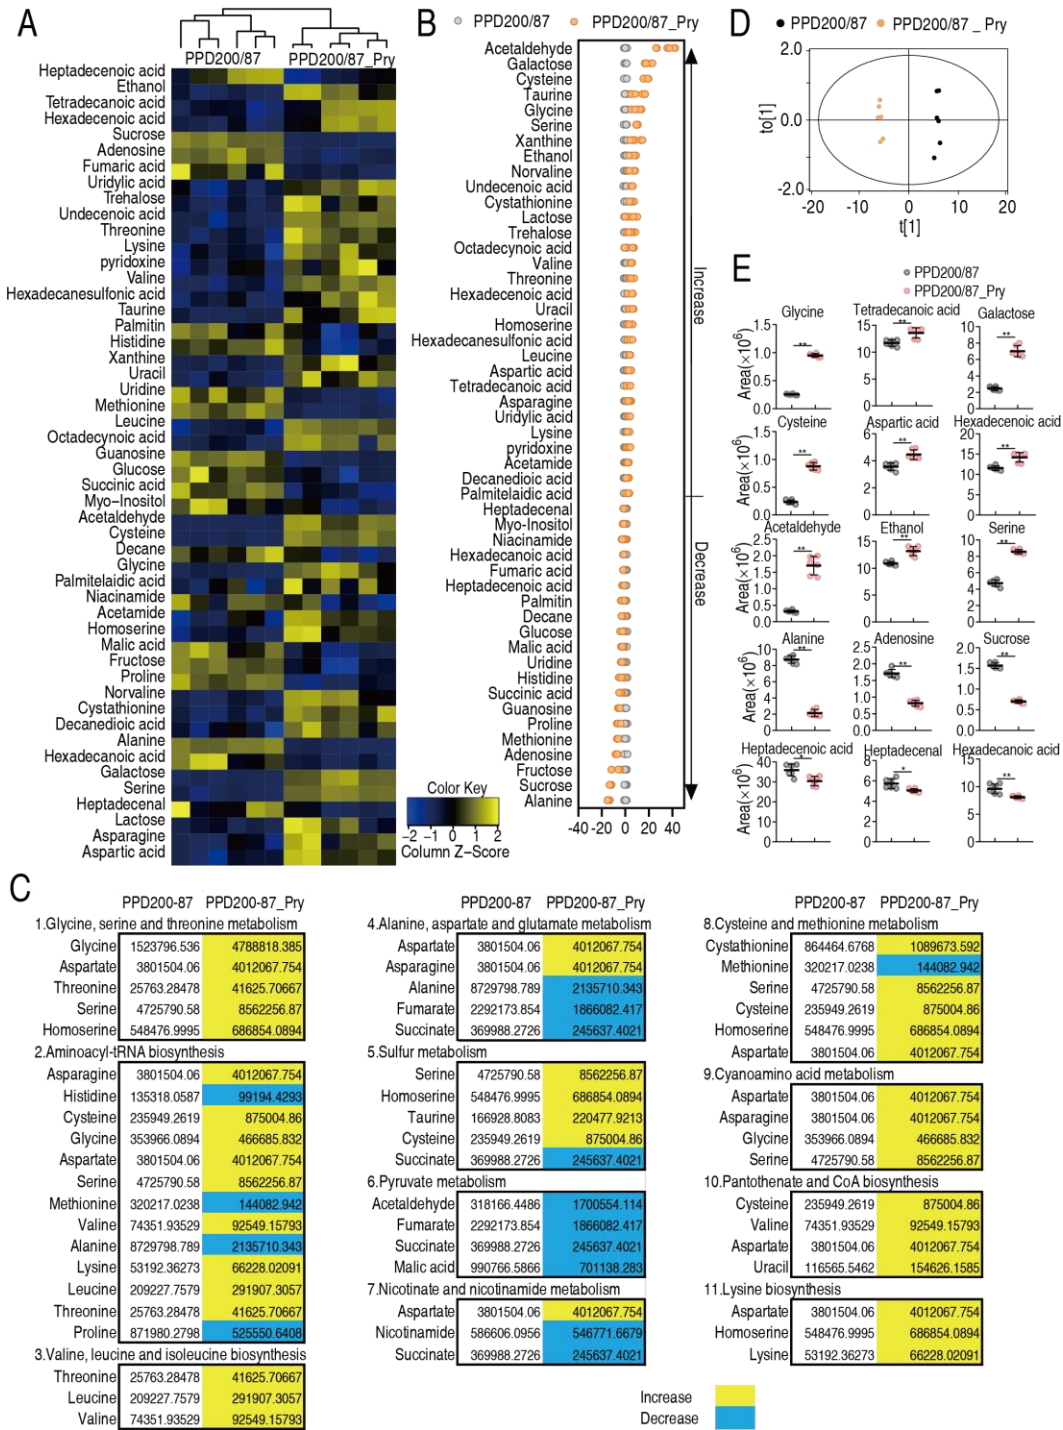 A
PPD200/87
PPD200/87_Pry
Heptadecenoic acid
Ethanol
Tetradecanoic acid
Hexadecenoic acid
Sucrose
Adenosine
Fumaric acid
Uridylic acid
Trehalose
Undecenoic acid
Threonine
Lysine
pyridoxine
Valine
Hexadecanesulfonic acid
Taurine
Palmitin
Histidine
Xanthine
Uracil
Uridine
Methionine
Leucine
Octadecynoic acid
Guanosine
Glucose
Succinic acid
Myo-Inositol
Acetaldehyde
Cysteine
Decane
Glycine
Palmitelaidic acid
Niacinamide
Acetamide
Homoserine
Malic acid
Fructose
Proline
Norvaline
Cystathionine
Decanedioic acid
Alanine
Hexadecanoic acid
Galactose
Serine
Heptadecenal
Lactose
Asparagine
Aspartic acid
Color Key
-2 -1 0 1 2
Column Z-Score
B
PPD200/87
PPD200/87_Pry
Acetaldehyde
Galactose
Cysteine
Taurine
Glycine
Serine
Xanthine
Ethanol
Norvaline
Undecenoic acid
Cystathionine
Lactose
Trehalose
Octadecynoic acid
Valine
Threonine
Hexadecenoic acid
Uracil
Homoserine
Hexadecanesulfonic acid
Leucine
Aspartic acid
Tetradecanoic acid
Asparagine
Uridylic acid
Lysine
pyridoxine
Acetamide
Decanedioic acid
Palmitelaidic acid
Heptadecenal
Myo-Inositol
Niacinamide
Hexadecanoic acid
Fumaric acid
Heptadecenoic acid
Palmitin
Decane
Glucose
Malic acid
Uridine
Histidine
Succinic acid
Guanosine
Proline
Methionine
Adenosine
Fructose
Sucrose
Alanine
Increase
Decrease
-40 -20 0 20 40
D
PPD200/87
PPD200/87_ Pry
2.0
0.0
-2.0
to[1]
-20 -10 0 10 20
t[1]
E
PPD200/87
PPD200/87_Pry
Glycine
Area(×10⁶)
1.5
1.0
0.5
0.0
**
Tetradecanoic acid
15
10
5
0
**
Galactose
10
8
6
4
2
0
**
Cysteine
Area(×10⁶)
1.5
1.0
0.5
0.0
**
Aspartic acid
6
4
2
0
**
Hexadecenoic acid
20
15
10
5
0
**
Acetaldehyde
Area(×10⁶)
2.5
2.0
1.5
1.0
0.5
0.0
**
Ethanol
15
10
5
0
**
Serine
10
8
6
4
2
0
**
Alanine
Area(×10⁶)
10
8
6
4
2
0
**
Adenosine
2.5
2.0
1.5
1.0
0.5
0.0
**
Sucrose
2.0
1.5
1.0
0.5
0.0
**
Heptadecenoic acid
Area(×10⁶)
40
30
20
10
0
*
Heptadecenal
8
6
4
2
0
*
Hexadecanoic acid
15
10
5
0
**
C
PPD200-87 PPD200-87_Pry
1.Glycine, serine and threonine metabolism
Glycine 1523796.536 4788818.385
Aspartate 3801504.06 4012067.754
Threonine 25763.28478 41625.70667
Serine 4725790.58 8562256.87
Homoserine 548476.9995 686854.0894
2.Aminoacyl-tRNA biosynthesis
Asparagine 3801504.06 4012067.754
Histidine 135318.0587 99194.4293
Cysteine 235949.2619 875004.86
Glycine 353966.0894 466685.832
Aspartate 3801504.06 4012067.754
Serine 4725790.58 8562256.87
Methionine 320217.0238 144082.942
Valine 74351.93529 92549.15793
Alanine 8729798.789 2135710.343
Lysine 53192.36273 66228.02091
Leucine 209227.7579 291907.3057
Threonine 25763.28478 41625.70667
Proline 871980.2798 525550.6408
3.Valine, leucine and isoleucine biosynthesis
Threonine 25763.28478 41625.70667
Leucine 209227.7579 291907.3057
Valine 74351.93529 92549.15793
PPD200-87 PPD200-87_Pry
4.Alanine, aspartate and glutamate metabolism
Aspartate 3801504.06 4012067.754
Asparagine 3801504.06 4012067.754
Alanine 8729798.789 2135710.343
Fumarate 2292173.854 1866082.417
Succinate 369988.2726 245637.4021
5.Sulfur metabolism
Serine 4725790.58 8562256.87
Homoserine 548476.9995 686854.0894
Taurine 166928.8083 220477.9213
Cysteine 235949.2619 875004.86
Succinate 369988.2726 245637.4021
6.Pyruvate metabolism
Acetaldehyde 318166.4486 1700554.114
Fumarate 2292173.854 1866082.417
Succinate 369988.2726 245637.4021
Malic acid 990766.5866 701138.283
7.Nicotinate and nicotinamide metabolism
Aspartate 3801504.06 4012067.754
Nicotinamide 586606.0956 546771.6679
Succinate 369988.2726 245637.4021
PPD200-87 PPD200-87_Pry
8.Cysteine and methionine metabolism
Cystathionine 864464.6768 1089673.592
Methionine 320217.0238 144082.942
Serine 4725790.58 8562256.87
Cysteine 235949.2619 875004.86
Homoserine 548476.9995 686854.0894
Aspartate 3801504.06 4012067.754
9.Cyanoamino acid metabolism
Aspartate 3801504.06 4012067.754
Asparagine 3801504.06 4012067.754
Glycine 353966.0894 466685.832
Serine 4725790.58 8562256.87
10.Pantothenate and CoA biosynthesis
Cysteine 235949.2619 875004.86
Valine 74351.93529 92549.15793
Aspartate 3801504.06 4012067.754
Uracil 116565.5462 154626.1585
11.Lysine biosynthesis
Aspartate 3801504.06 4012067.754
Homoserine 548476.9995 686854.0894
Lysine 53192.36273 66228.02091
Increase
Decrease